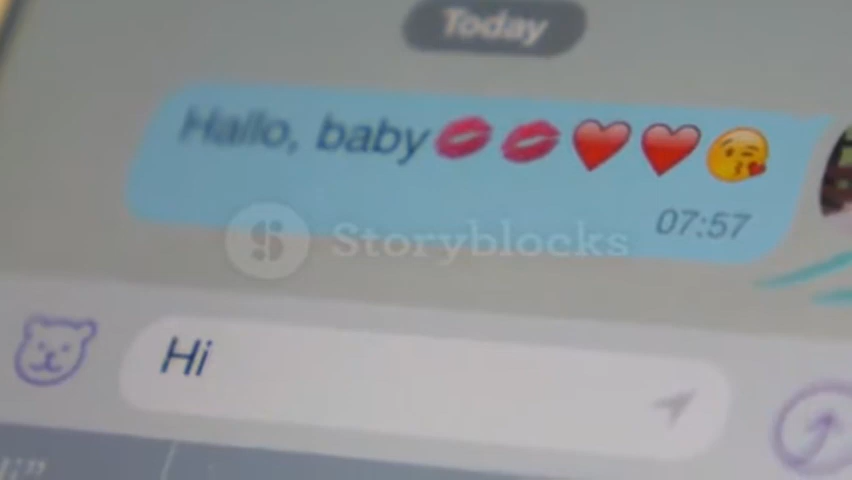 Today
Hallo, baby💋💋❤️❤️😘
07:57
Storyblocks
Hi